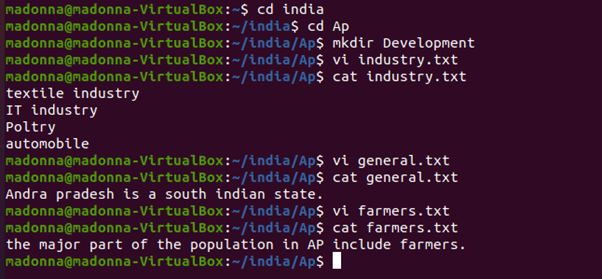 madonna@madonna-VirtualBox:~$ cd india
madonna@madonna-VirtualBox:~/india$ cd Ap
madonna@madonna-VirtualBox:~/india/Ap$ mkdir Development
madonna@madonna-VirtualBox:~/india/Ap$ vi industry.txt
madonna@madonna-VirtualBox:~/india/Ap$ cat industry.txt
textile industry
IT industry
Poltry
automobile
madonna@madonna-VirtualBox:~/india/Ap$ vi general.txt
madonna@madonna-VirtualBox:~/india/Ap$ cat general.txt
Andra pradesh is a south indian state.
madonna@madonna-VirtualBox:~/india/Ap$ vi farmers.txt
madonna@madonna-VirtualBox:~/india/Ap$ cat farmers.txt
the major part of the population in AP include farmers.
madonna@madonna-VirtualBox:~/india/Ap$